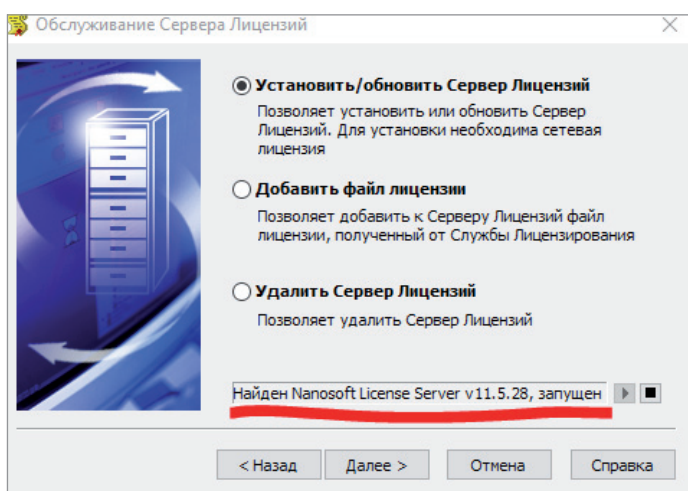 Обслуживание Сервера Лицензий
Установить/обновить Сервер Лицензий
Позволяет установить или обновить Сервер
Лицензий. Для установки необходима сетевая
лицензия
Добавить файл лицензии
Позволяет добавить к Серверу Лицензий файл
лицензии, полученный от Службы Лицензирования
Удалить Сервер Лицензий
Позволяет удалить Сервер Лицензий
Найден Nanosoft License Server v11.5.28, запущен
< Назад Далее > Отмена Справка